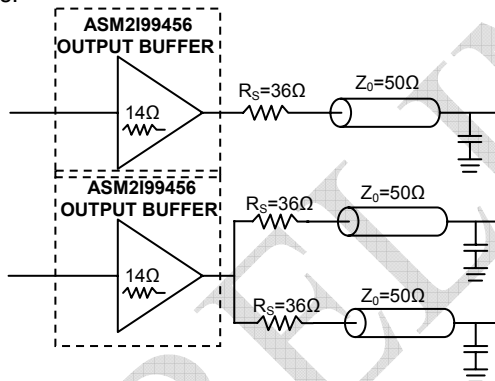 ASM2I99456
OUTPUT BUFFER
14Ω
RS=36Ω
Z0=50Ω
ASM2I99456
OUTPUT BUFFER
14Ω
RS=36Ω
Z0=50Ω
RS=36Ω
Z0=50Ω